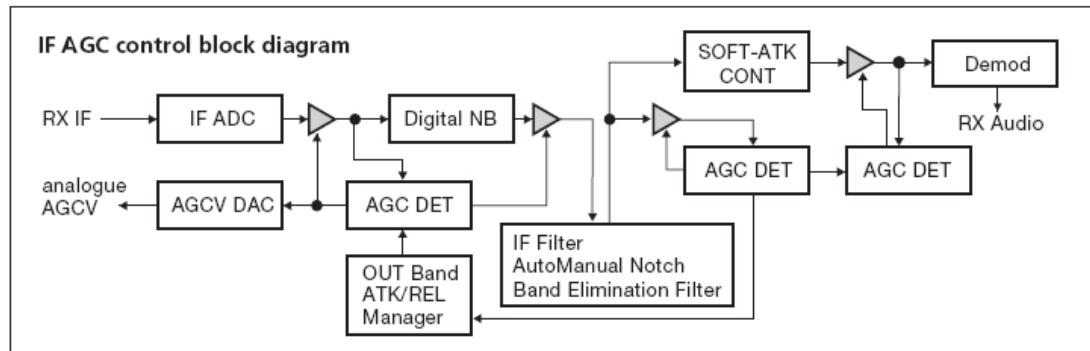 IF AGC control block diagram
SOFT-ATK
CONT
Demod
RX IF
IF ADC
Digital NB
RX Audio
analogue
AGCV
AGCV DAC
AGC DET
AGC DET
AGC DET
OUT Band
ATK/REL
Manager
IF Filter
AutoManual Notch
Band Elimination Filter